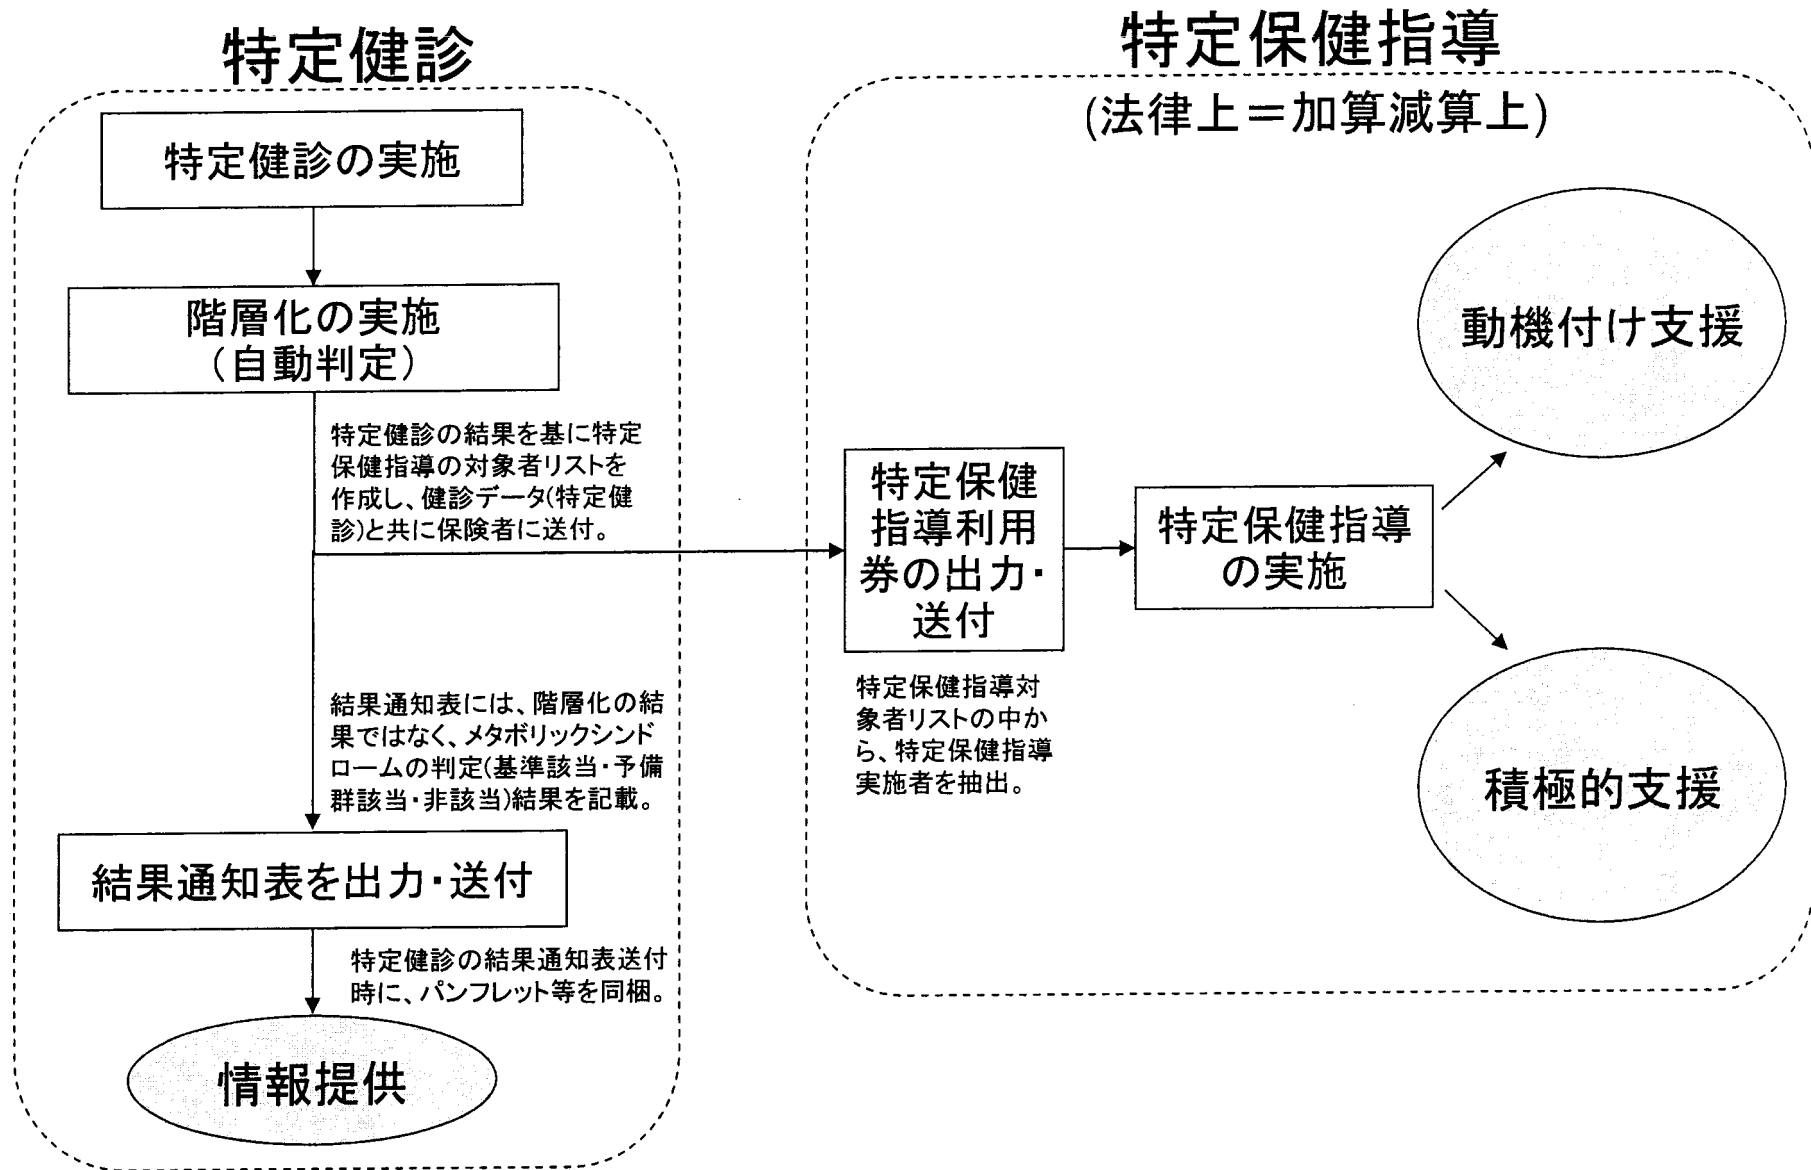 特定健診
特定健診の実施
階層化の実施
(自動判定)
特定健診の結果を基に特定
保健指導の対象者リストを
作成し、健診データ(特定健
診)と共に保険者に送付。
結果通知表には、階層化の結
果ではなく、メタボリックシンド
ロームの判定(基準該当・予備
群該当・非該当)結果を記載。
結果通知表を出力・送付
特定健診の結果通知表送付
時に、パンフレット等を同梱。
情報提供
特定保健指導
(法律上＝加算減算上)
特定保健
指導利用
券の出力・
送付
特定保健指導対
象者リストの中か
ら、特定保健指導
実施者を抽出。
特定保健指導
の実施
動機付け支援
積極的支援